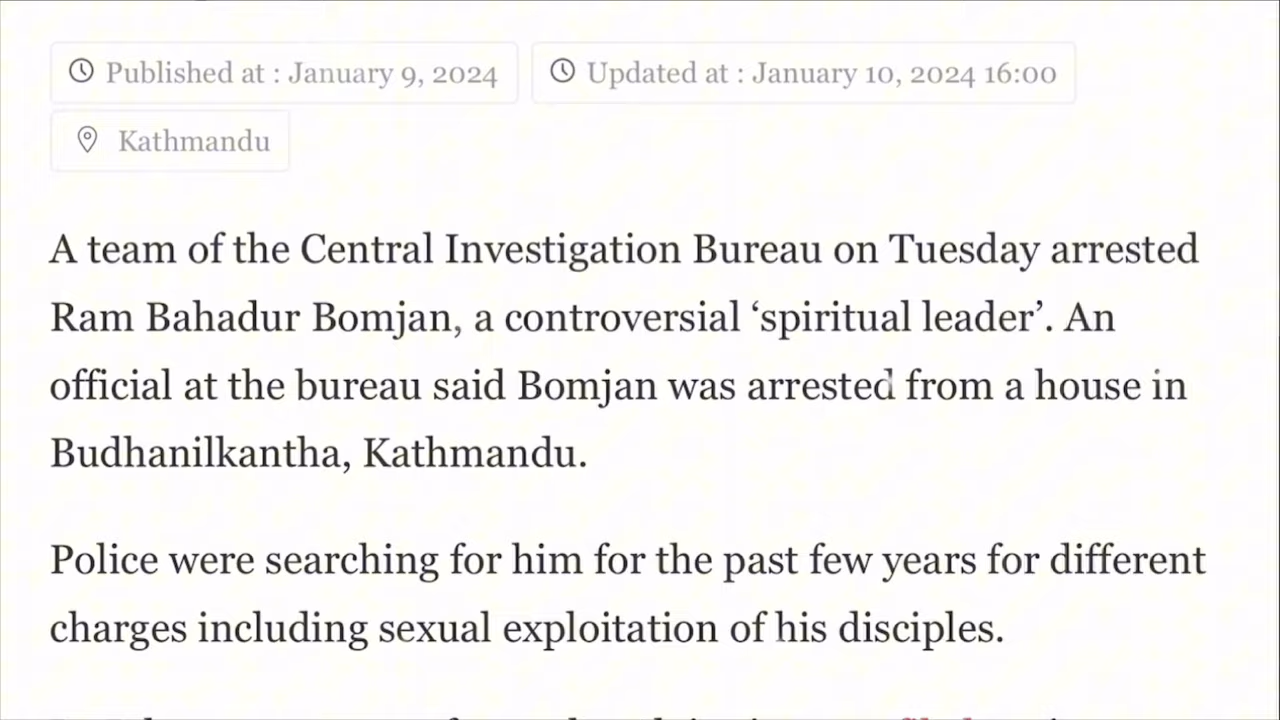 Published at : January 9, 2024 Updated at : January 10, 2024 16:00
Kathmandu
A team of the Central Investigation Bureau on Tuesday arrested
Ram Bahadur Bomjan, a controversial ‘spiritual leader’. An
official at the bureau said Bomjan was arrested from a house in
Budhanilkantha, Kathmandu.
Police were searching for him for the past few years for different
charges including sexual exploitation of his disciples.